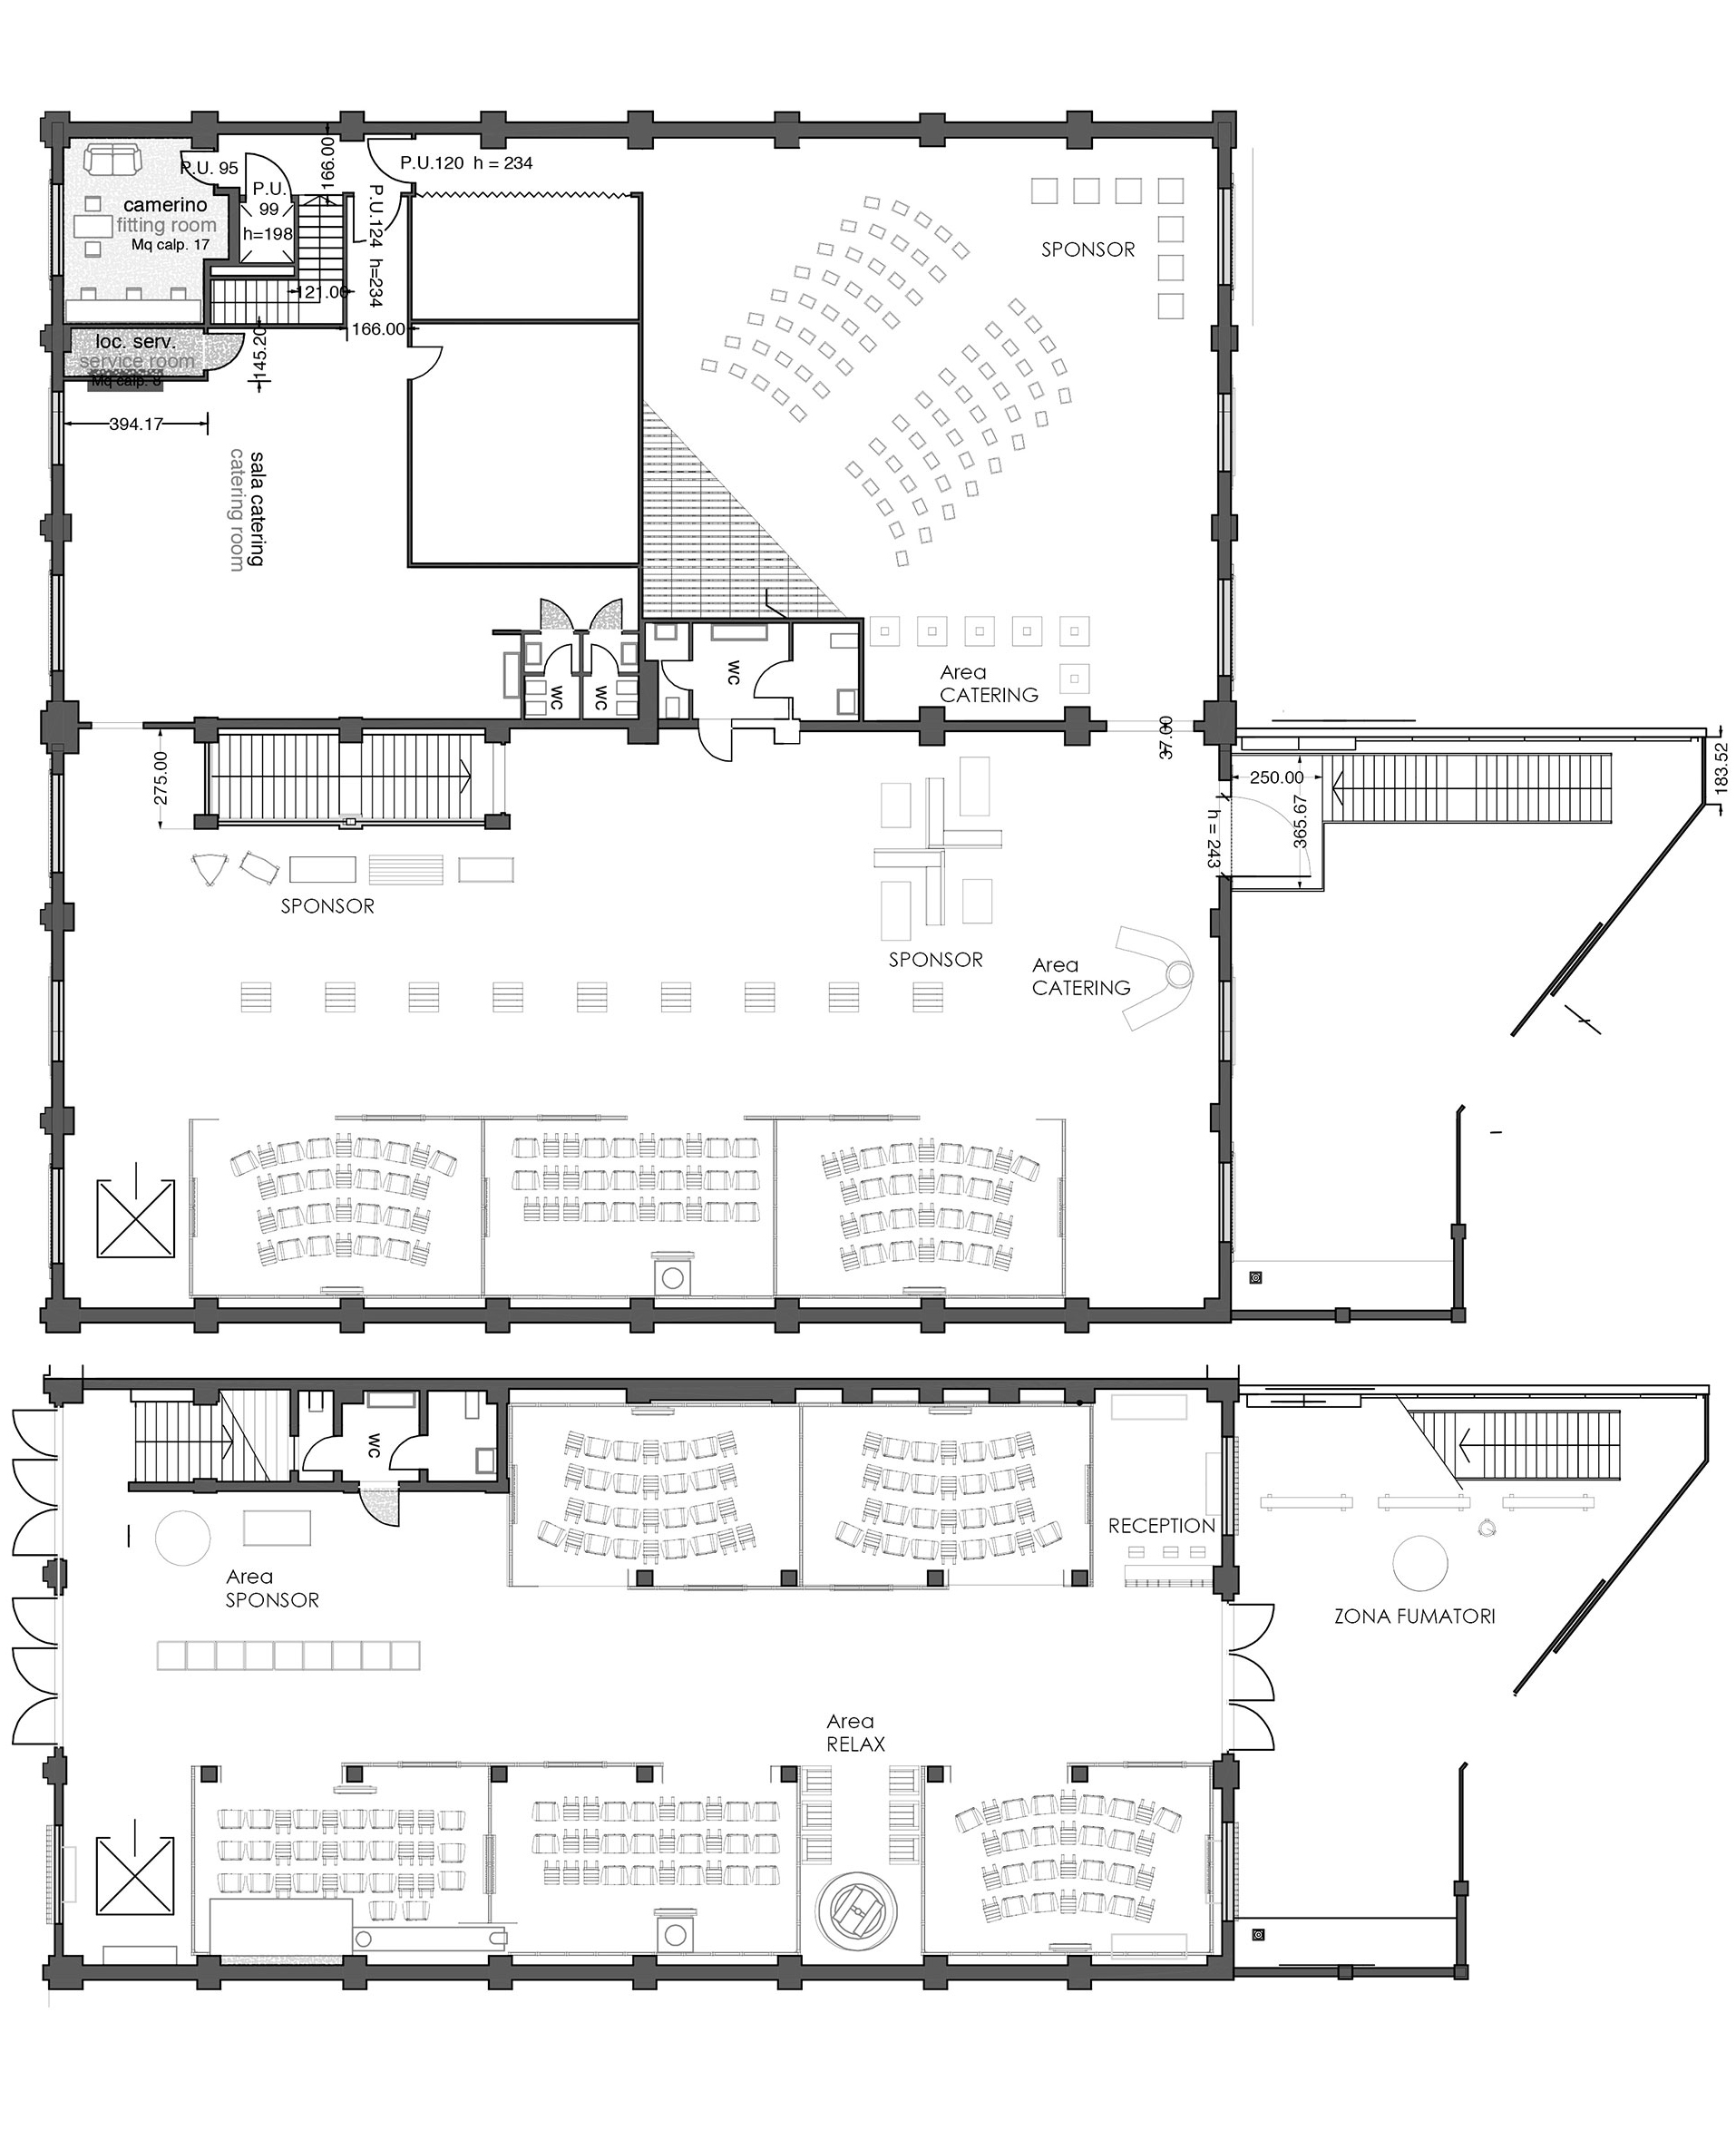 P.U. 95
P.U.
99
h=198
166.00
P.U.120  h = 234
P.U.124  h=234
camerino
fitting room
Mq calp. 17
SPONSOR
121.00
166.00
loc. serv.
service room
Mq calp. 8
145.20
394.17
sala catering
catering room
wc
wc
wc
Area
CATERING
275.00
37.00
250.00
365.67
h = 243
183.52
SPONSOR
SPONSOR
Area
CATERING
wc
RECEPTION
Area
SPONSOR
ZONA FUMATORI
Area
RELAX